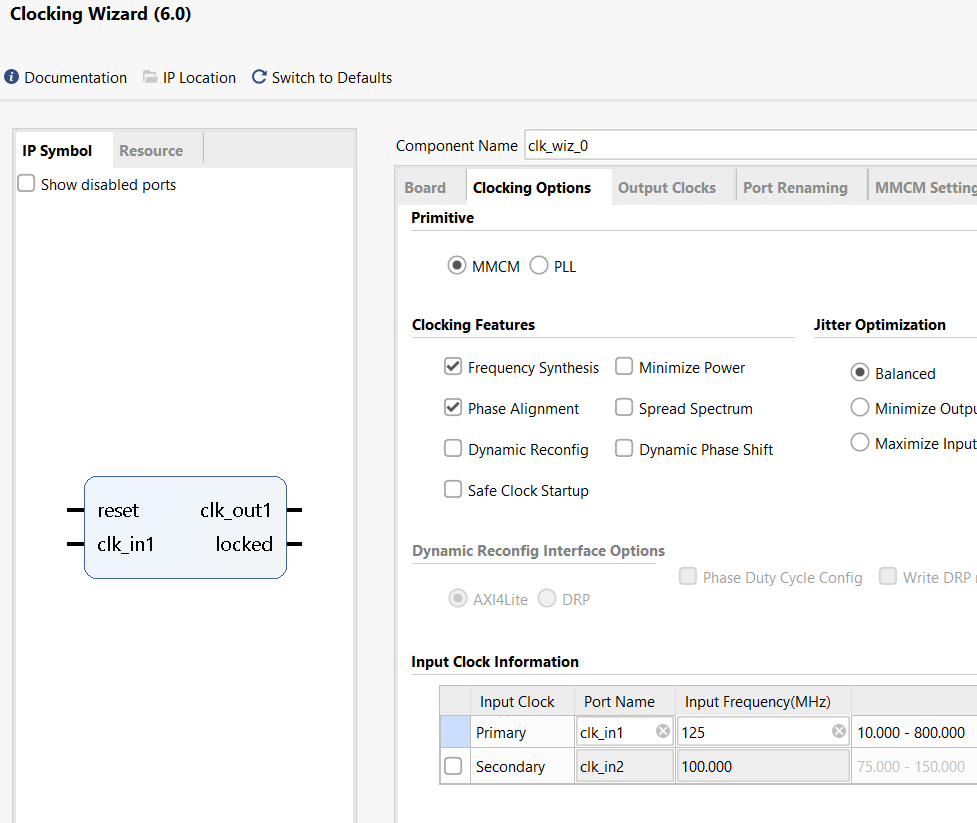 Clocking Wizard (6.0)
Documentation IP Location Switch to Defaults
IP Symbol Resource
Show disabled ports
reset clk_out1
clk_in1 locked
Component Name clk_wiz_0
Board Clocking Options Output Clocks Port Renaming MMCM Setting
Primitive
MMCM PLL
Clocking Features
Jitter Optimization
Frequency Synthesis Minimize Power
Balanced
Phase Alignment Spread Spectrum
Minimize Outpu
Dynamic Reconfig Dynamic Phase Shift
Maximize Input
Safe Clock Startup
Dynamic Reconfig Interface Options
Phase Duty Cycle Config Write DRP
AXI4Lite DRP
Input Clock Information
Input Clock Port Name Input Frequency(MHz)
Primary clk_in1 125 10.000 - 800.000
Secondary clk_in2 100.000 75.000 - 150.000